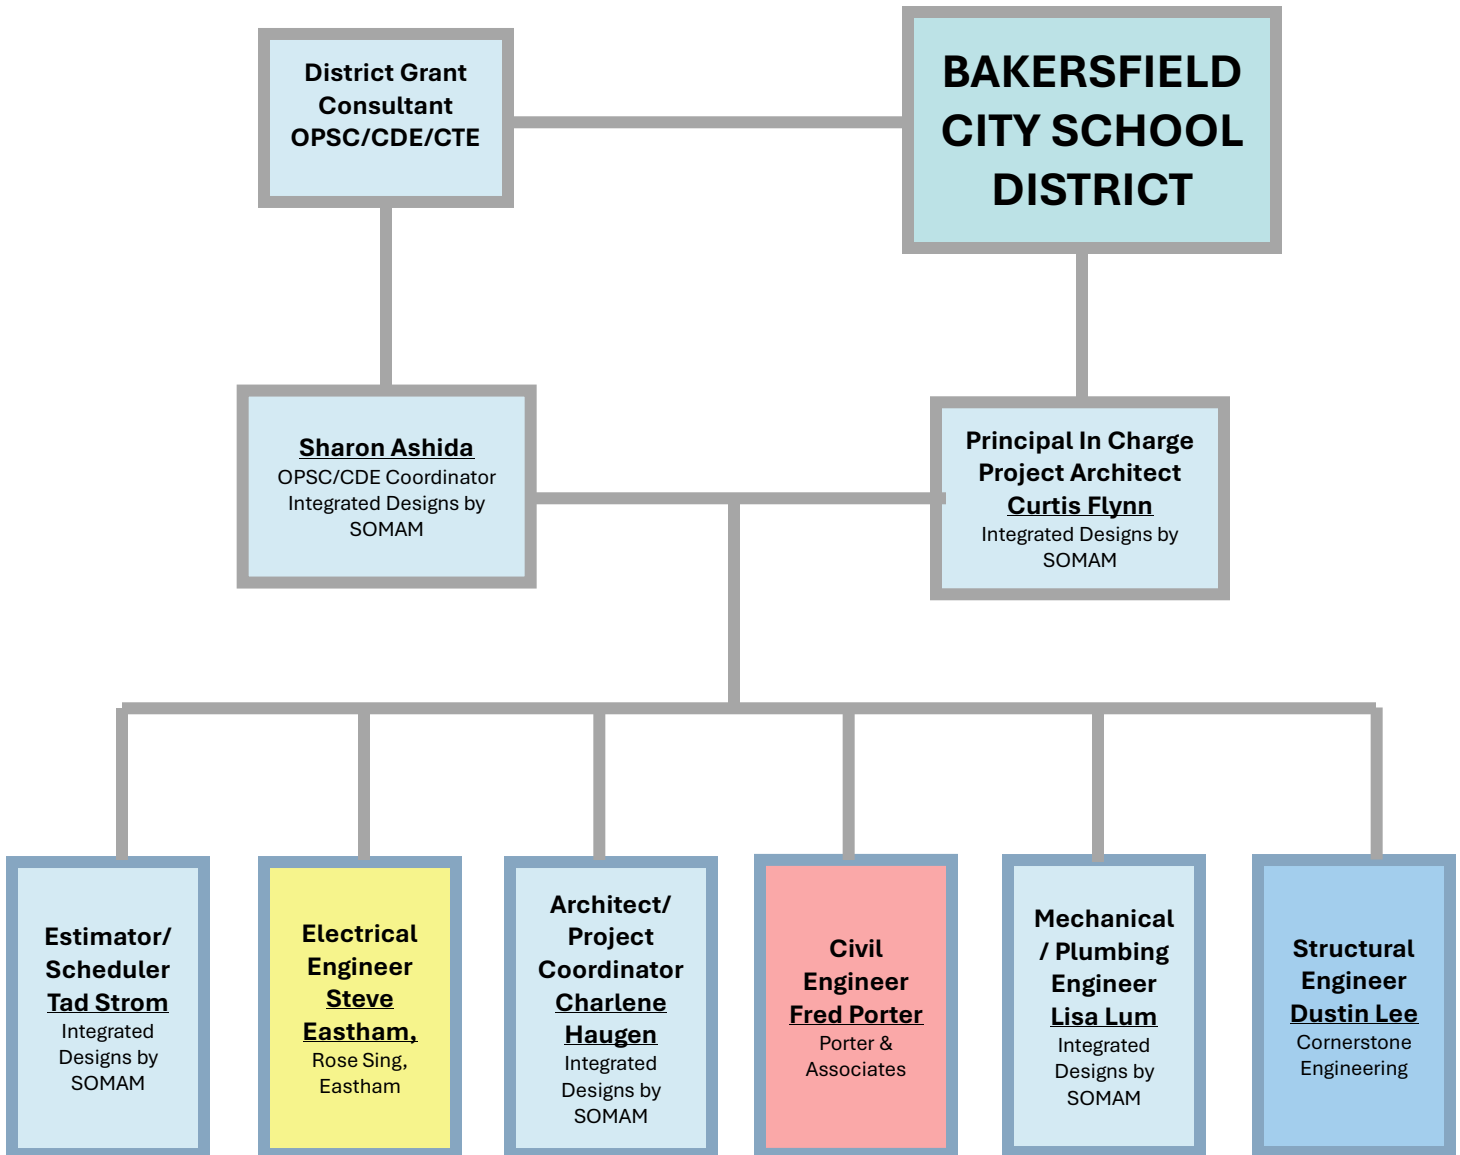 District Grant
Consultant
OPSC/CDE/CTE
BAKERSFIELD
CITY SCHOOL
DISTRICT
Sharon Ashida
OPSC/CDE Coordinator
Integrated Designs by
SOMAM
Principal In Charge
Project Architect
Curtis Flynn
Integrated Designs by
SOMAM
Estimator/
Scheduler
Tad Strom
Integrated
Designs by
SOMAM
Electrical
Engineer
Steve
Eastham,
Rose Sing,
Eastham
Architect/
Project
Coordinator
Charlene
Haugen
Integrated
Designs by
SOMAM
Civil
Engineer
Fred Porter
Porter &
Associates
Mechanical
/ Plumbing
Engineer
Lisa Lum
Integrated
Designs by
SOMAM
Structural
Engineer
Dustin Lee
Cornerstone
Engineering